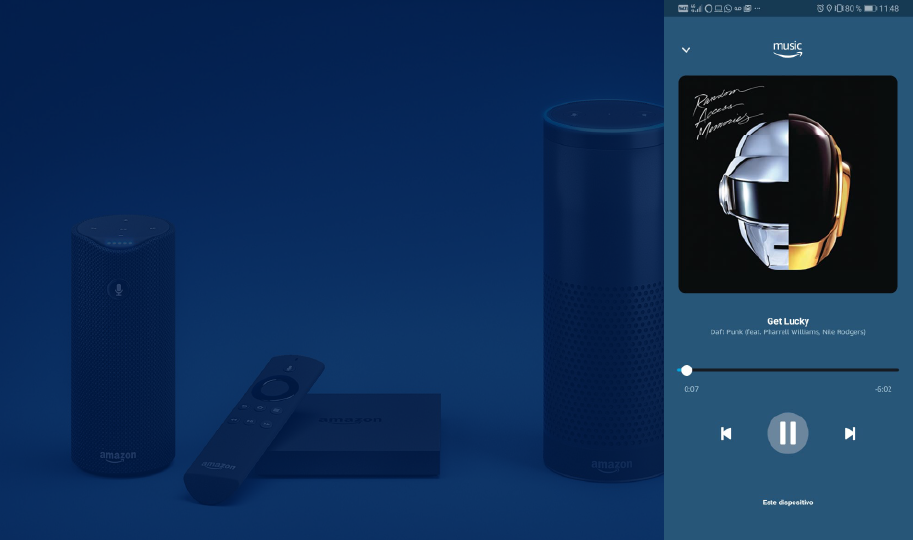 amazon
amazon
amazon
amazon
80 % 11:48
music
Random
Access
Memories
Get Lucky
Daft Punk (feat. Pharrell Williams, Nile Rodgers)
0:07 -6:02
Este dispositivo